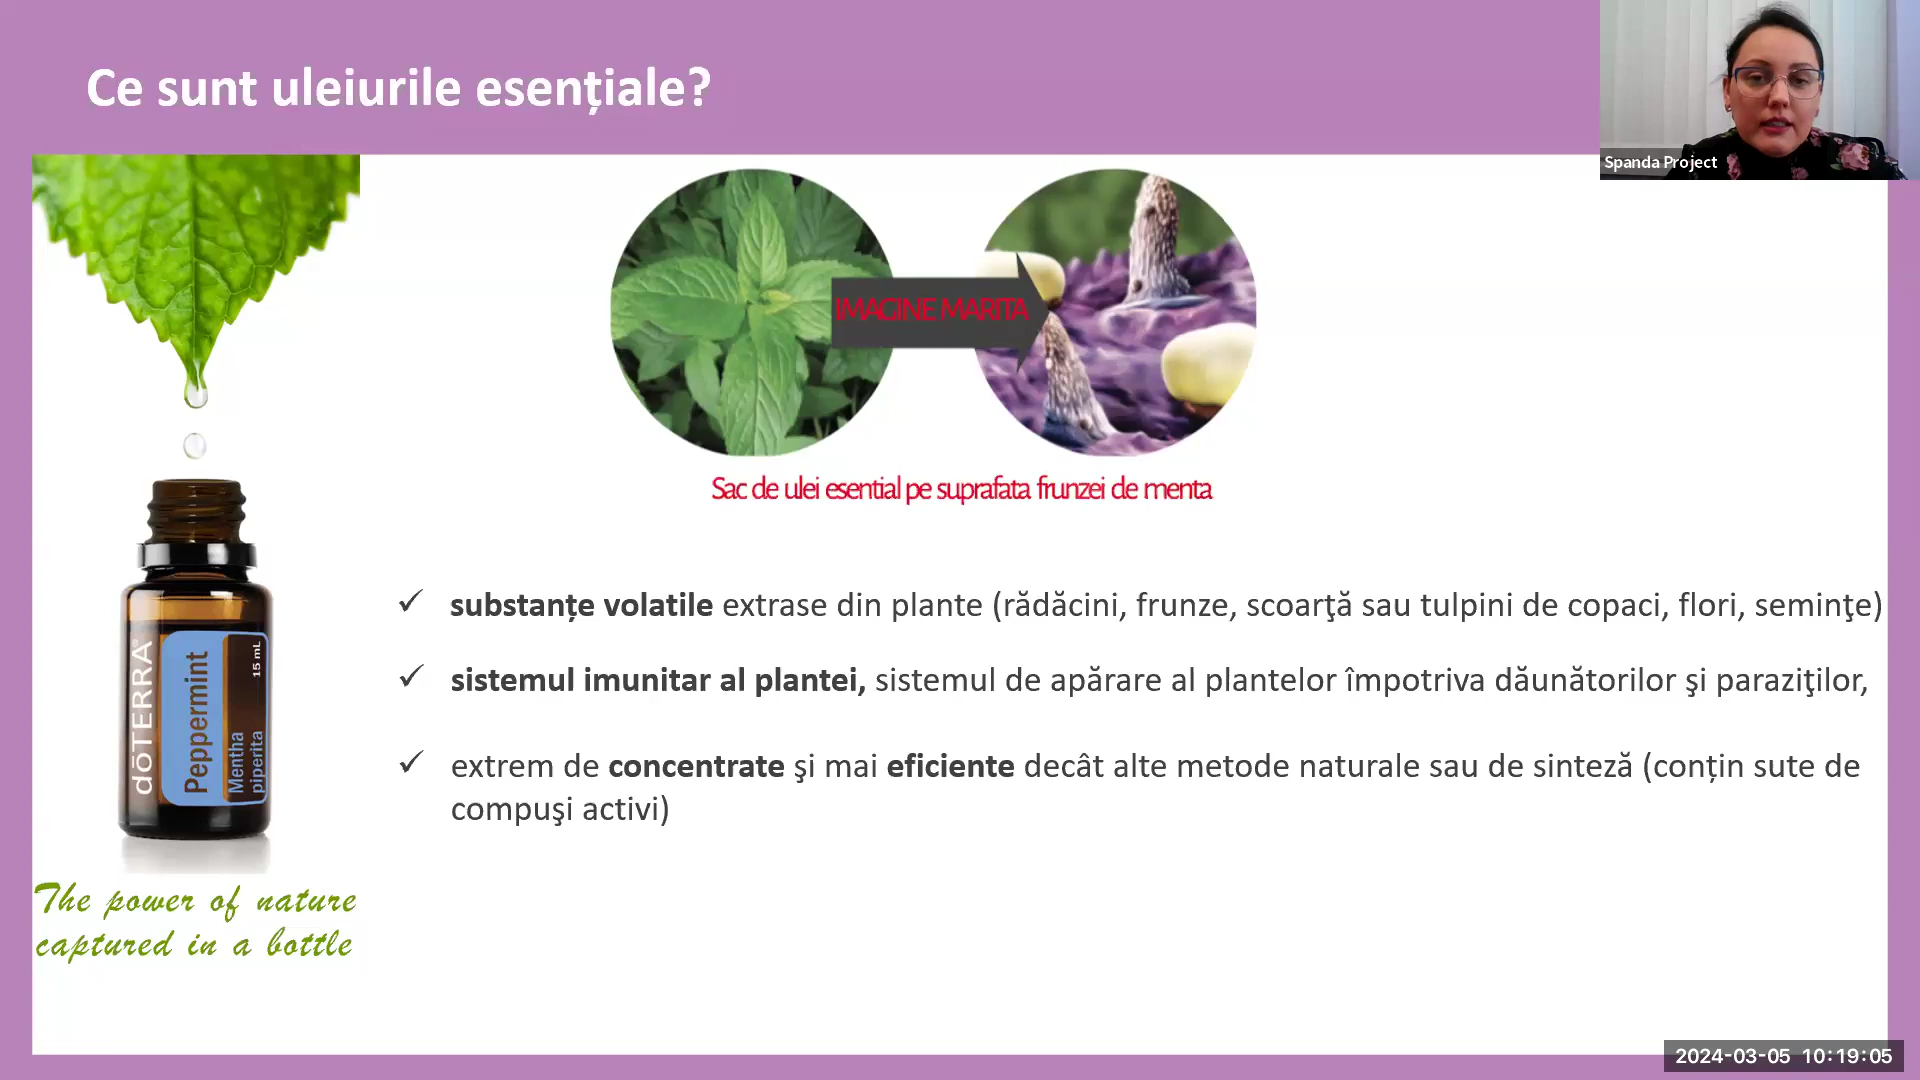 Ce sunt uleiurile esențiale?
Spanda Project
IMAGINE MARITA
Sac de ulei esential pe suprafata frunzei de menta
✓ substanțe volatile extrase din plante (rădăcini, frunze, scoarţă sau tulpini de copaci, flori, seminţe)
✓ sistemul imunitar al plantei, sistemul de apărare al plantelor împotriva dăunătorilor şi paraziţilor,
✓ extrem de concentrate şi mai eficiente decât alte metode naturale sau de sinteză (conțin sute de
compuşi activi)
dōTERRA®
Peppermint
Mentha
piperita
15 mL
The power of nature
captured in a bottle
2024-03-05 10:19:05